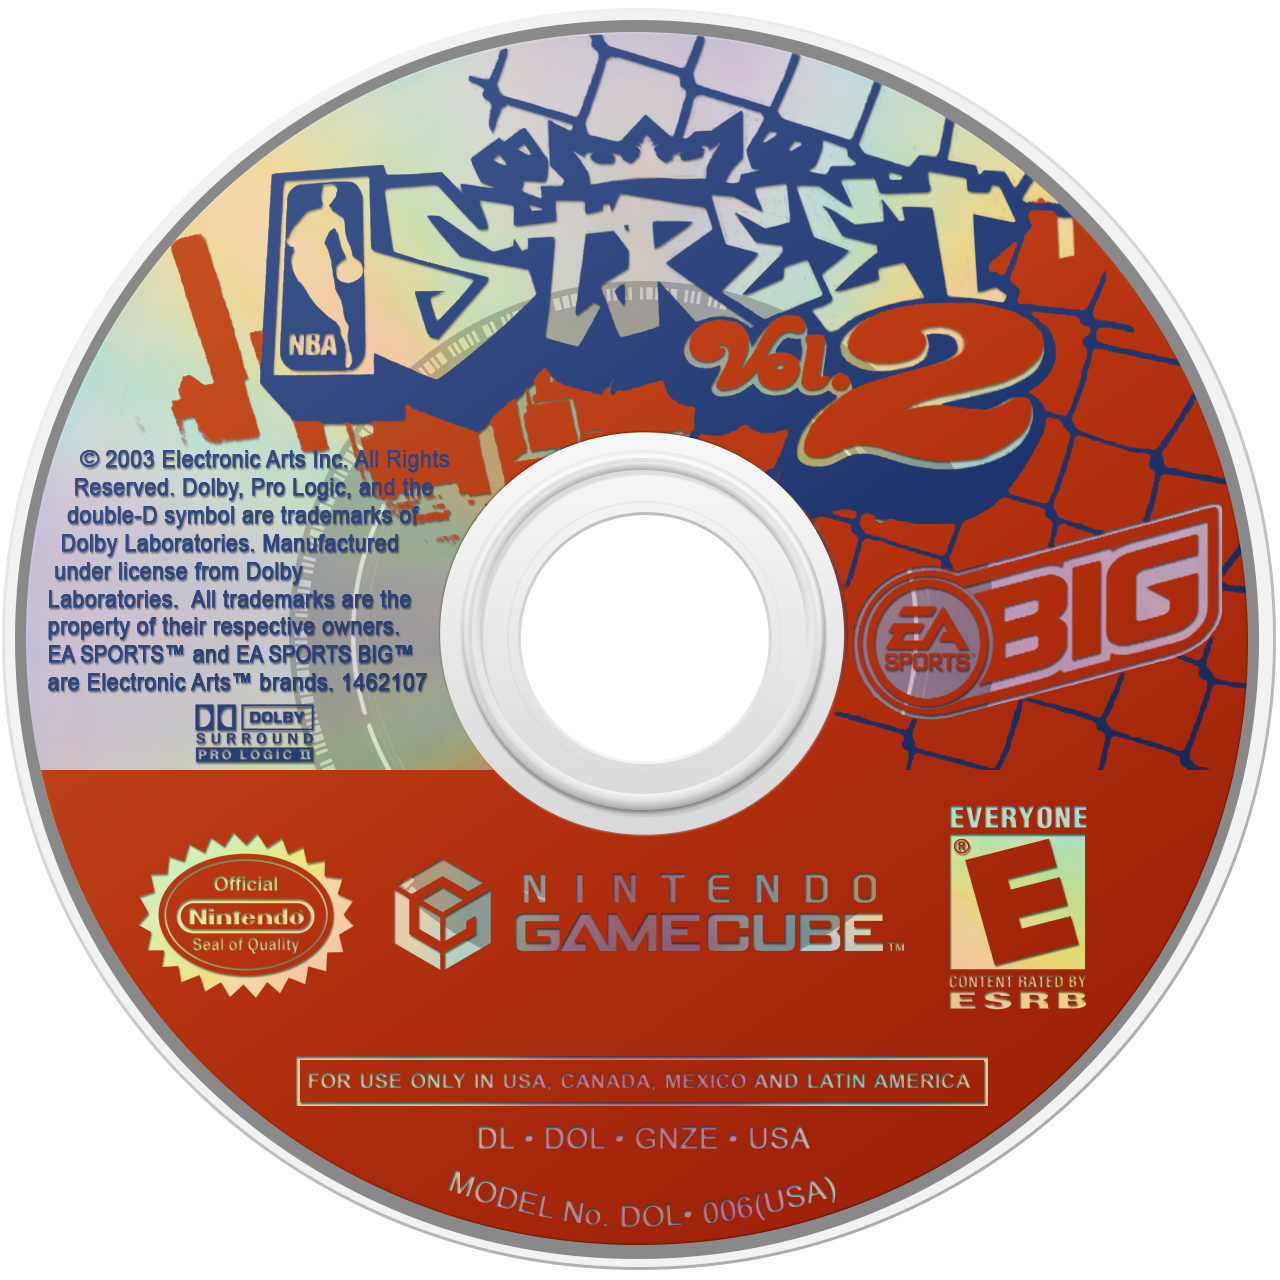 STREET
NBA
Vol. 2
© 2003 Electronic Arts Inc. All Rights
Reserved. Dolby, Pro Logic, and the
double-D symbol are trademarks of
Dolby Laboratories. Manufactured
under license from Dolby
Laboratories. All trademarks are the
property of their respective owners.
EA SPORTS™ and EA SPORTS BIG™
are Electronic Arts™ brands. 1462107
DOLBY
SURROUND
PRO LOGIC II
EA
SPORTS™
BIG
Official
Nintendo
Seal of Quality
NINTENDO
GAMECUBE™
EVERYONE
®
E
CONTENT RATED BY
ESRB
FOR USE ONLY IN USA, CANADA, MEXICO AND LATIN AMERICA
DL • DOL • GNZE • USA
MODEL No. DOL• 006(USA)